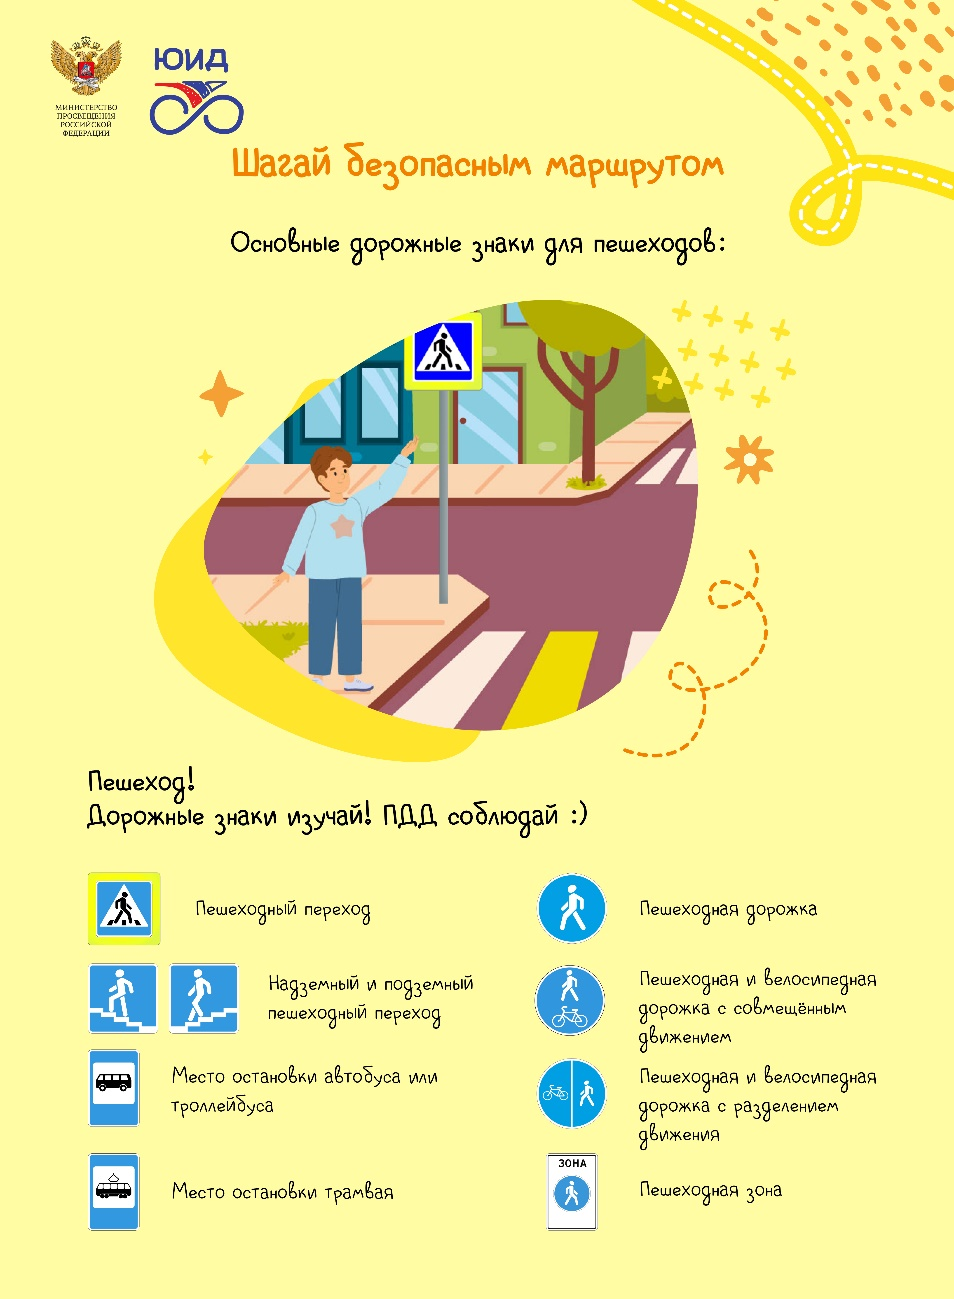 МИНИСТЕРСТВО
ПРОСВЕЩЕНИЯ
РОССИЙСКОЙ
ФЕДЕРАЦИИ
ЮИД
Шагай безопасным маршрутом
Основные дорожные знаки для пешеходов:
Пешеход!
Дорожные знаки изучай! ПДД соблюдай :)
Пешеходный переход
Надземный и подземный
пешеходный переход
Место остановки автобуса или
троллейбуса
Место остановки трамвая
Пешеходная дорожка
Пешеходная и велосипедная
дорожка с совмещённым
движением
Пешеходная и велосипедная
дорожка с разделением
движения
ЗОНА
Пешеходная зона